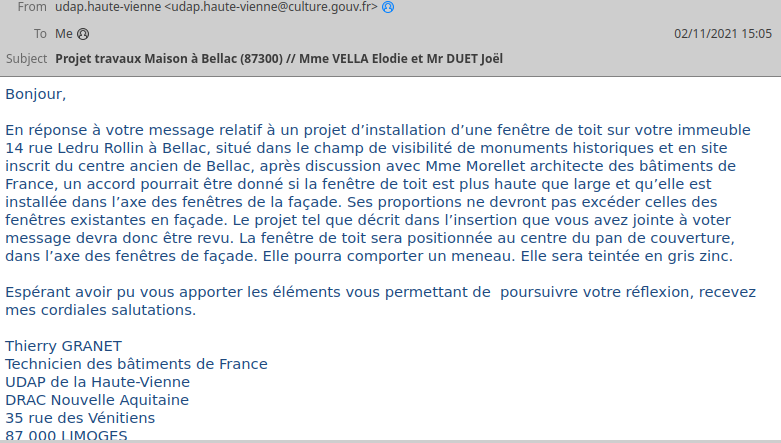 From udap.haute-vienne <udap.haute-vienne@culture.gouv.fr>
To Me 02/11/2021 15:05
Subject Projet travaux Maison à Bellac (87300) // Mme VELLA Elodie et Mr DUET Joël
Bonjour,
En réponse à votre message relatif à un projet d’installation d’une fenêtre de toit sur votre immeuble
14 rue Ledru Rollin à Bellac, situé dans le champ de visibilité de monuments historiques et en site
inscrit du centre ancien de Bellac, après discussion avec Mme Morellet architecte des bâtiments de
France, un accord pourrait être donné si la fenêtre de toit est plus haute que large et qu’elle est
installée dans l’axe des fenêtres de la façade. Ses proportions ne devront pas excéder celles des
fenêtres existantes en façade. Le projet tel que décrit dans l’insertion que vous avez jointe à voter
message devra donc être revu. La fenêtre de toit sera positionnée au centre du pan de couverture,
dans l’axe des fenêtres de façade. Elle pourra comporter un meneau. Elle sera teintée en gris zinc.
Espérant avoir pu vous apporter les éléments vous permettant de  poursuivre votre réflexion, recevez
mes cordiales salutations.
Thierry GRANET
Technicien des bâtiments de France
UDAP de la Haute-Vienne
DRAC Nouvelle Aquitaine
35 rue des Vénitiens
87 000 LIMOGES